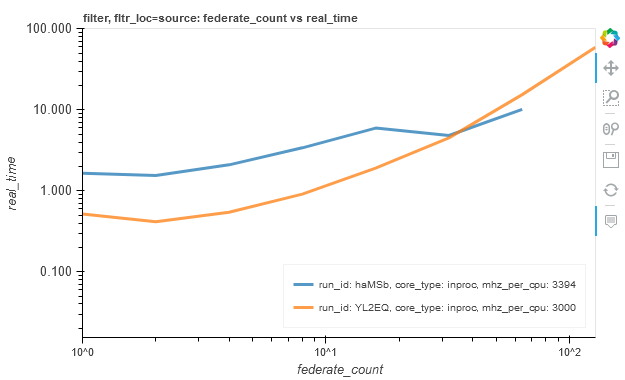 filter, fltr_loc=source: federate_count vs real_time
100.000
10.000
1.000
0.100
real_time
run_id: haMSb, core_type: inproc, mhz_per_cpu: 3394
run_id: YL2EQ, core_type: inproc, mhz_per_cpu: 3000
10^0
10^1
10^2
federate_count